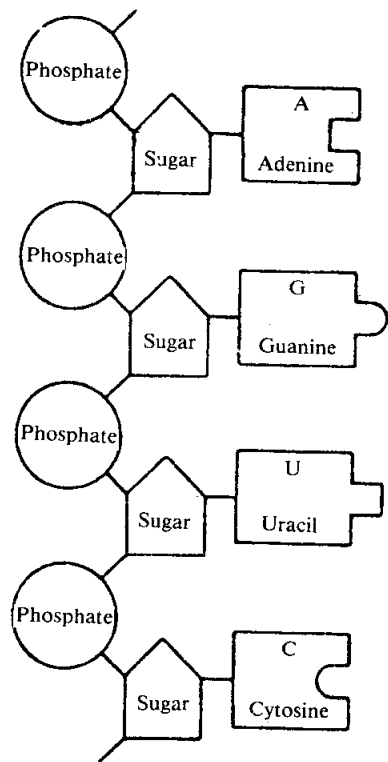 Phosphate
A
Sugar
Adenine
Phosphate
G
Sugar
Guanine
Phosphate
U
Sugar
Uracil
Phosphate
C
Sugar
Cytosine